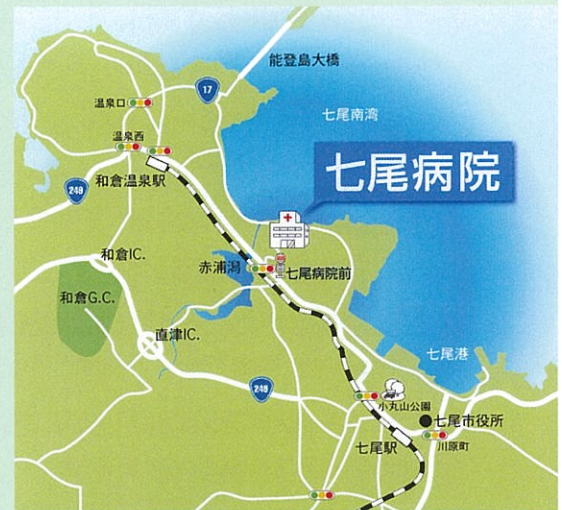 能登島大橋
17
温泉口
七尾南湾
温泉西
七尾病院
249
和倉温泉駅
和倉IC.
赤浦潟
七尾病院前
和倉G.C.
直津IC.
七尾港
249
小丸山公園
七尾市役所
七尾駅
川原町